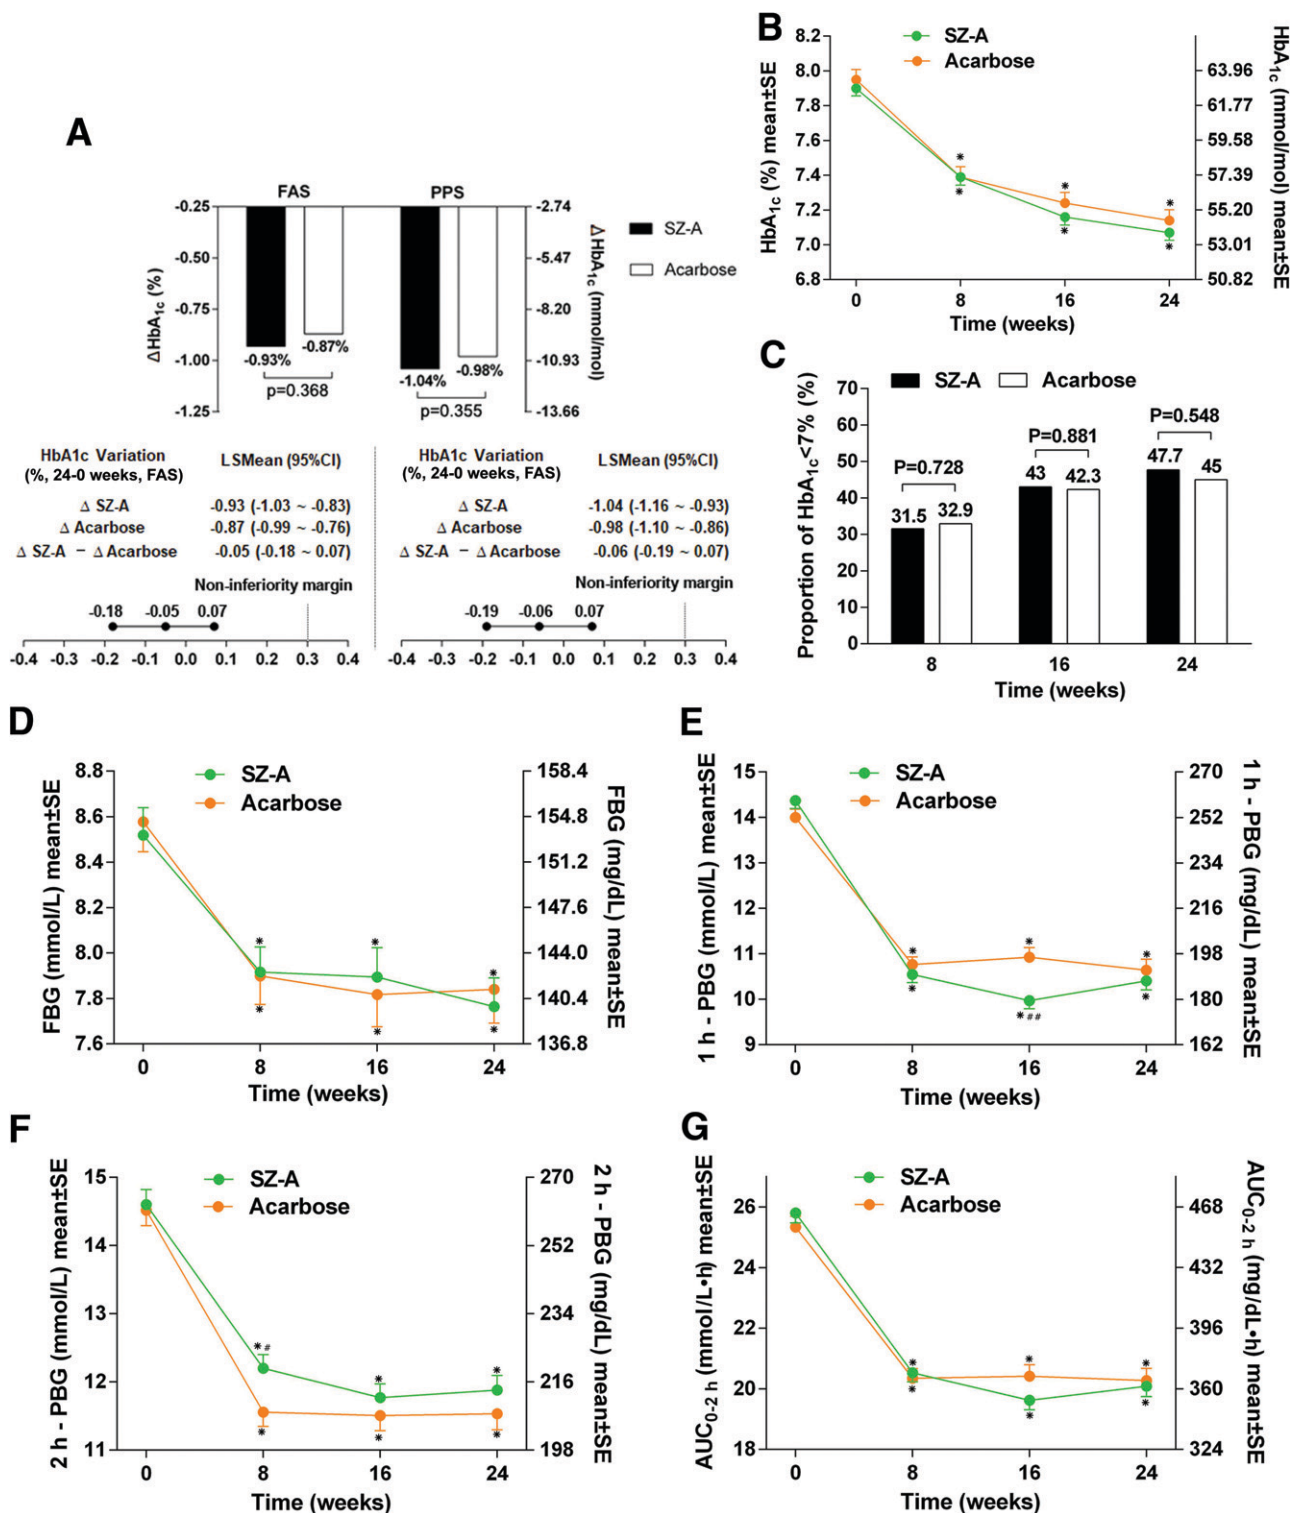 A
FAS
PPS
-0.25
-0.50
-0.75
-1.00
-1.25
ΔHbA1c (%)
-0.93%
-0.87%
p=0.368
-1.04%
-0.98%
p=0.355
-2.74
-5.47
-8.20
-10.93
-13.66
ΔHbA1c (mmol/mol)
SZ-A
Acarbose
HbA1c Variation
(%, 24-0 weeks, FAS)
LSMean (95%CI)
Δ SZ-A
-0.93 (-1.03 ~ -0.83)
Δ Acarbose
-0.87 (-0.99 ~ -0.76)
Δ SZ-A − Δ Acarbose
-0.05 (-0.18 ~ 0.07)
Non-inferiority margin
-0.18 -0.05 0.07
-0.4 -0.3 -0.2 -0.1 0.0 0.1 0.2 0.3 0.4
HbA1c Variation
(%, 24-0 weeks, FAS)
LSMean (95%CI)
Δ SZ-A
-1.04 (-1.16 ~ -0.93)
Δ Acarbose
-0.98 (-1.10 ~ -0.86)
Δ SZ-A − Δ Acarbose
-0.06 (-0.19 ~ 0.07)
Non-inferiority margin
-0.19 -0.06 0.07
-0.4 -0.3 -0.2 -0.1 0.0 0.1 0.2 0.3 0.4
B
SZ-A
Acarbose
HbA1c (%) mean±SE
8.2
8.0
7.8
7.6
7.4
7.2
7.0
6.8
* * *
* * *
63.96
61.77
59.58
57.39
55.20
53.01
50.82
HbA1c (mmol/mol) mean±SE
0 8 16 24
Time (weeks)
C
SZ-A Acarbose
Proportion of HbA1c<7% (%)
70
60
50
40
30
20
10
0
P=0.728
31.5 32.9
P=0.881
43 42.3
P=0.548
47.7 45
8 16 24
Time (weeks)
D
SZ-A
Acarbose
FBG (mmol/L) mean±SE
8.8
8.6
8.4
8.2
8.0
7.8
7.6
* * *
* * *
158.4
154.8
151.2
147.6
144.0
140.4
136.8
FBG (mg/dL) mean±SE
0 8 16 24
Time (weeks)
E
SZ-A
Acarbose
1 h - PBG (mmol/L) mean±SE
15
14
13
12
11
10
9
* * *
* *## *
270
252
234
216
198
180
162
1 h - PBG (mg/dL) mean±SE
0 8 16 24
Time (weeks)
F
SZ-A
Acarbose
2 h - PBG (mmol/L) mean±SE
15
14
13
12
11
*# * *
* * *
270
252
234
216
198
2 h - PBG (mg/dL) mean±SE
0 8 16 24
Time (weeks)
G
SZ-A
Acarbose
AUC0-2 h (mmol/L•h) mean±SE
26
24
22
20
18
* * *
* * *
468
432
396
360
324
AUC0-2 h (mg/dL•h) mean±SE
0 8 16 24
Time (weeks)